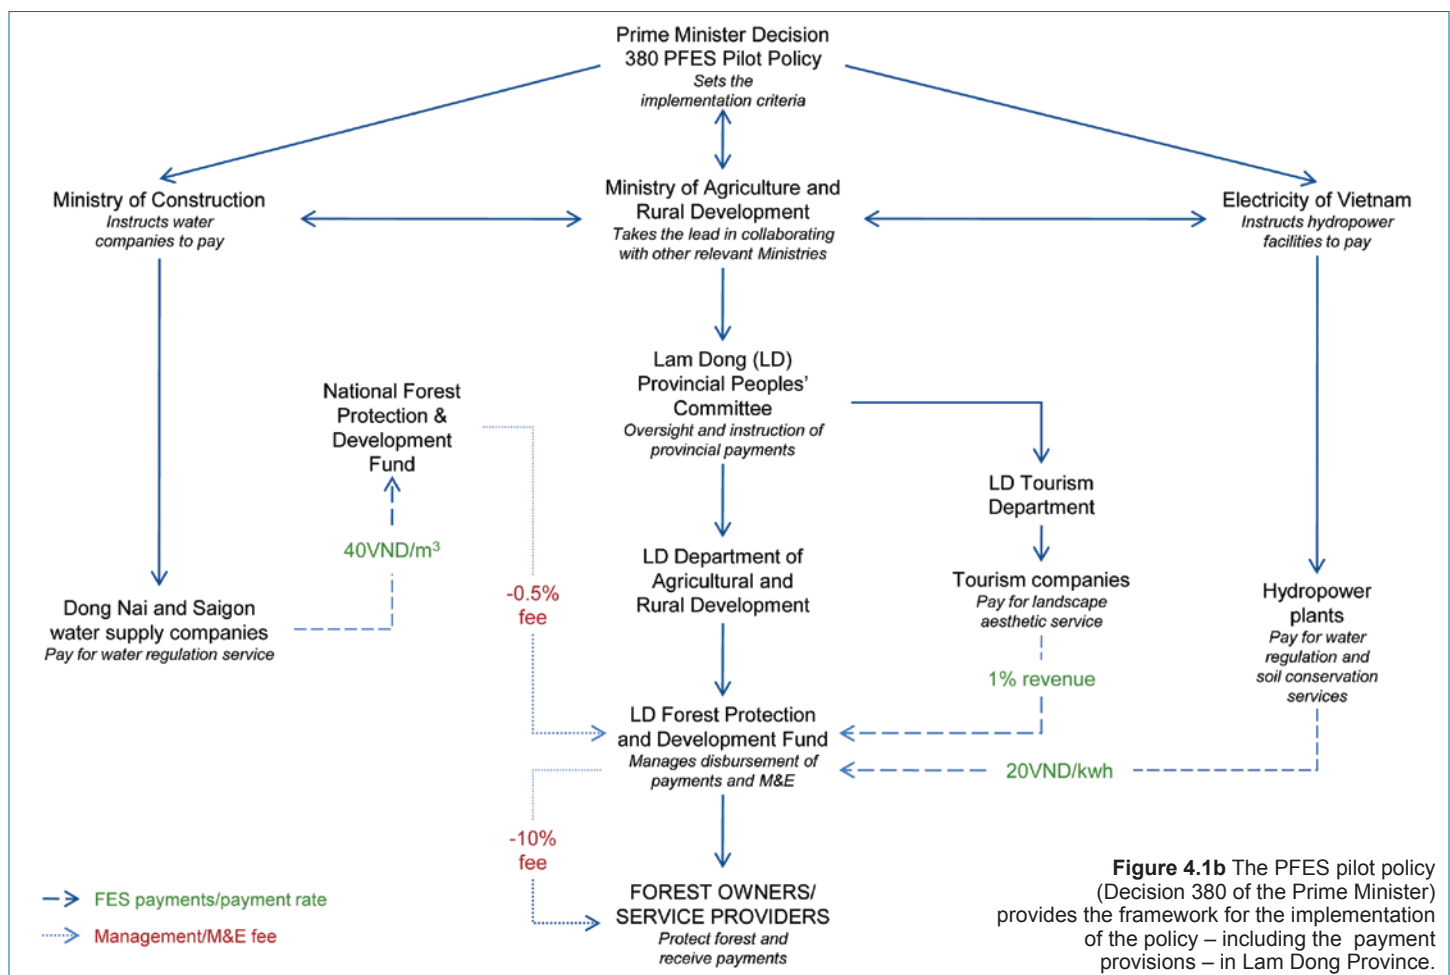 Prime Minister Decision
380 PFES Pilot Policy
Sets the
implementation criteria
Ministry of Construction
Instructs water
companies to pay
Ministry of Agriculture and
Rural Development
Takes the lead in collaborating
with other relevant Ministries
Electricity of Vietnam
Instructs hydropower
facilities to pay
National Forest
Protection &
Development
Fund
Lam Dong (LD)
Provincial Peoples'
Committee
Oversight and instruction of
provincial payments
LD Tourism
Department
40VND/m³
LD Department of
Agricultural and
Rural Development
-0.5%
fee
Tourism companies
Pay for landscape
aesthetic service
Hydropower
plants
Pay for water
regulation and
soil conservation
services
Dong Nai and Saigon
water supply companies
Pay for water regulation service
1% revenue
LD Forest Protection
and Development Fund
Manages disbursement of
payments and M&E
20VND/kwh
-10%
fee
FOREST OWNERS/
SERVICE PROVIDERS
Protect forest and
receive payments
FES payments/payment rate
Management/M&E fee
Figure 4.1b The PFES pilot policy
(Decision 380 of the Prime Minister)
provides the framework for the implementation
of the policy – including the payment
provisions – in Lam Dong Province.